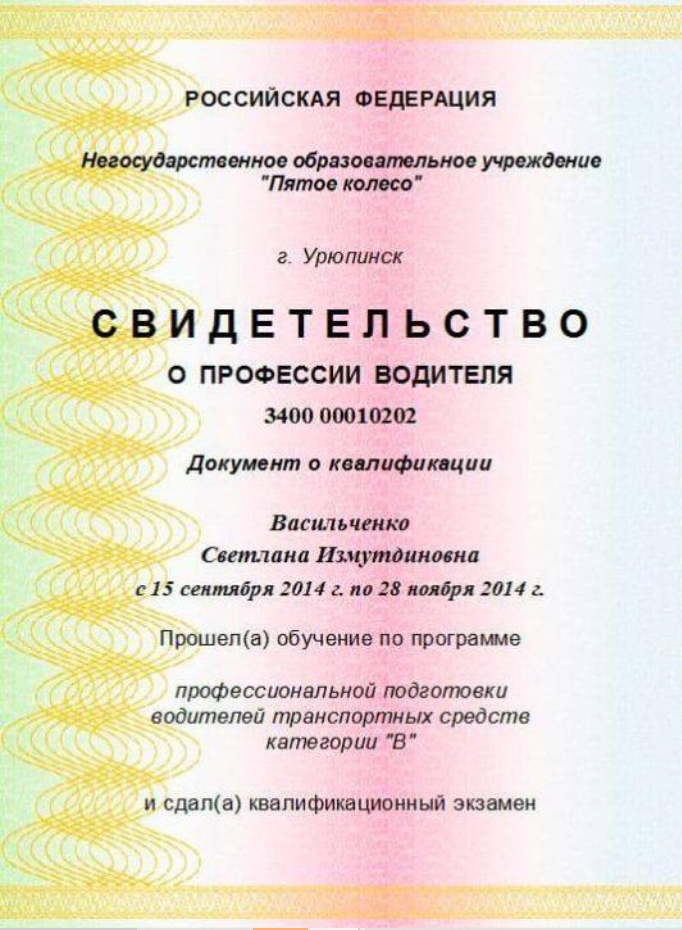 РОССИЙСКАЯ ФЕДЕРАЦИЯ
Негосударственное образовательное учреждение
"Пятое колесо"
г. Урюпинск
СВИДЕТЕЛЬСТВО
О ПРОФЕССИИ ВОДИТЕЛЯ
3400 00010202
Документ о квалификации
Васильченко
Светлана Измутдиновна
с 15 сентября 2014 г. по 28 ноября 2014 г.
Прошел(а) обучение по программе
профессиональной подготовки
водителей транспортных средств
категории "В"
и сдал(а) квалификационный экзамен